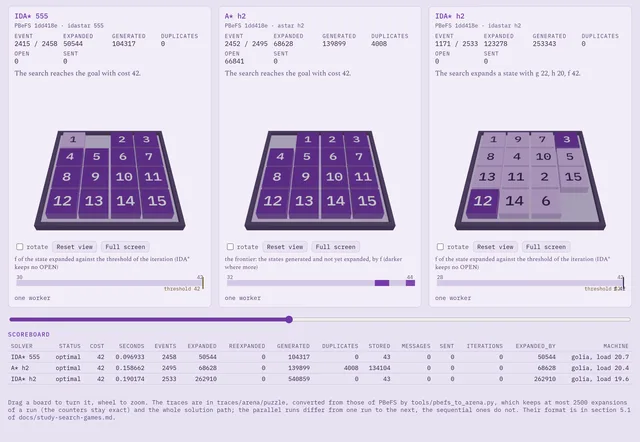 IDA* 555
PBeFS 1dd418e · idastar 555
EVENT EXPANDED GENERATED DUPLICATES
2415 / 2458 50544 104317 0
OPEN SENT
0 0
The search reaches the goal with cost 42.
1 2 3
4 5 6 7
8 9 10 11
12 13 14 15
rotate Reset view Full screen
f of the state expanded against the threshold of the iteration (IDA*
keeps no OPEN)
30 42
threshold 42
one worker
A* h2
PBeFS 1dd418e · astar h2
EVENT EXPANDED GENERATED DUPLICATES
2452 / 2495 68628 139899 4008
OPEN SENT
66841 0
The search reaches the goal with cost 42.
1 2 3
4 5 6 7
8 9 10 11
12 13 14 15
rotate Reset view Full screen
the frontier: the states generated and not yet expanded, by f (darker
where more)
32 44
one worker
IDA* h2
PBeFS 1dd418e · idastar h2
EVENT EXPANDED GENERATED DUPLICATES
1171 / 2533 123278 253343 0
OPEN SENT
0 0
The search expands a state with g 22, h 20, f 42.
1 9 7 3
8 4 10 5
13 11 2 15
12 14 6
rotate Reset view Full screen
f of the state expanded against the threshold of the iteration (IDA*
keeps no OPEN)
28 42
threshold
one worker
SCOREBOARD
SOLVER STATUS COST SECONDS EVENTS EXPANDED REEXPANDED GENERATED DUPLICATES STORED MESSAGES SENT ITERATIONS EXPANDED_BY MACHINE
IDA* 555 optimal 42 0.096933 2458 50544 0 104317 0 43 0 0 0 50544 golia, load 20.7
A* h2 optimal 42 0.158662 2495 68628 0 139899 4008 134104 0 0 0 68628 golia, load 20.4
IDA* h2 optimal 42 0.190174 2533 262910 0 540859 0 43 0 0 0 262910 golia, load 19.6
Drag a board to turn it, wheel to zoom. The traces are in traces/arena/puzzle, converted from those of PBeFS by tools/pbefs_to_arena.py, which keeps at most 2500 expansions
of a run (the counters stay exact) and the whole solution path; the parallel runs differ from one run to the next, the sequential ones do not. Their format is in section 5.1
of docs/study-search-games.md.